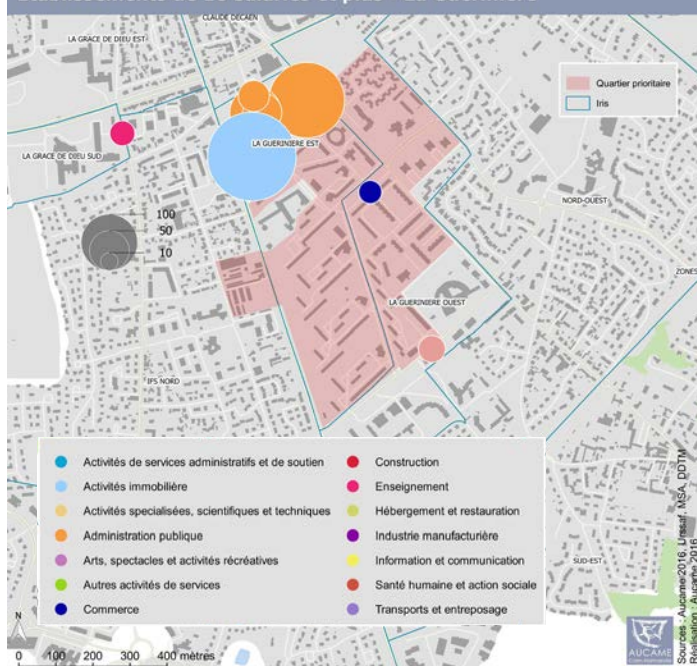 CLAUDE DECAEN
LA GRACE DE DIEU EST
Quartier prioritaire
Iris
LA GUERINIERE EST
LA GRACE DE DIEU SUD
NORD-OUEST
100
50
10
ZONES
LA GUERINIERE OUEST
IFS NORD
Activités de services administratifs et de soutien
Activités immobilière
Activités spécialisées, scientifiques et techniques
Administration publique
Arts, spectacles et activités récréatives
Autres activités de services
Commerce
Construction
Enseignement
Hébergement et restauration
Industrie manufacturière
Information et communication
Santé humaine et action sociale
Transports et entreposage
SUD-EST
N
0 100 200 400 mètres
Sources : Aucame 2016, Urssaf, MSA, DDTM
Réalisation : Aucame 2016
AUCAME